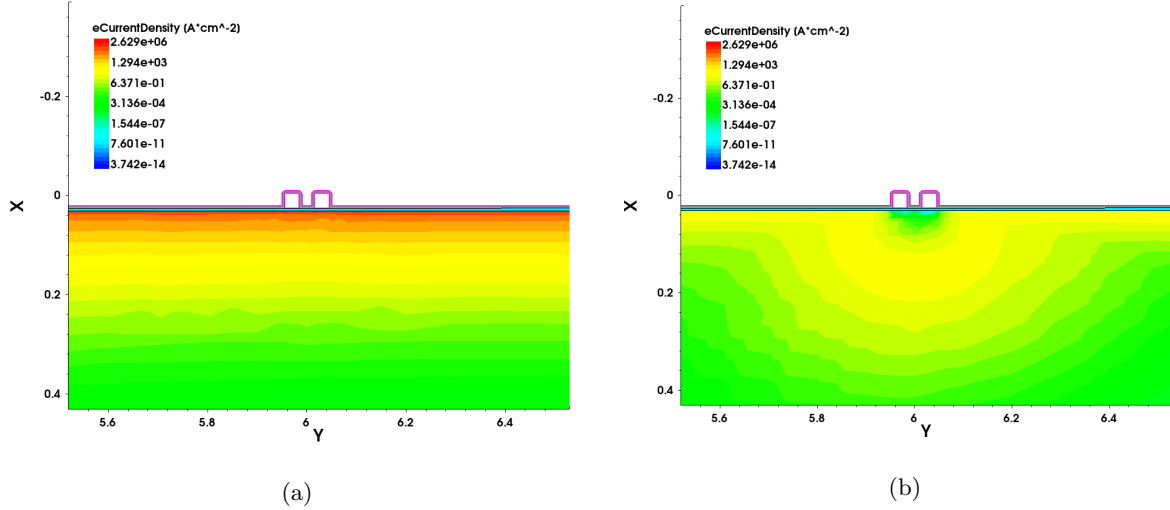 eCurrentDensity [A*cm^-2]
2.629e+06
1.294e+03
6.371e-01
3.136e-04
1.544e-07
7.601e-11
3.742e-14
-0.2
0
0.2
0.4
X
5.6
5.8
6
6.2
6.4
Y
(a)
eCurrentDensity [A*cm^-2]
2.629e+06
1.294e+03
6.371e-01
3.136e-04
1.544e-07
7.601e-11
3.742e-14
-0.2
0
0.2
0.4
X
5.6
5.8
6
6.2
6.4
Y
(b)